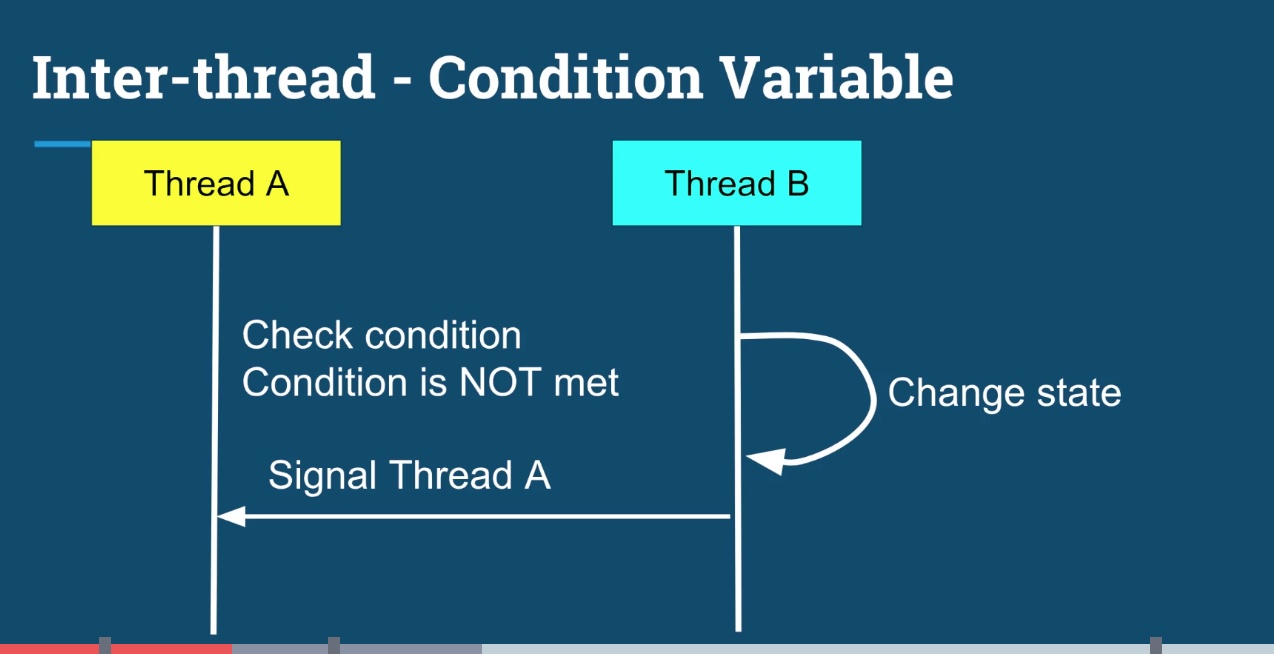 Inter-thread - Condition Variable
Thread A
Thread B
Check condition
Condition is NOT met
Change state
Signal Thread A